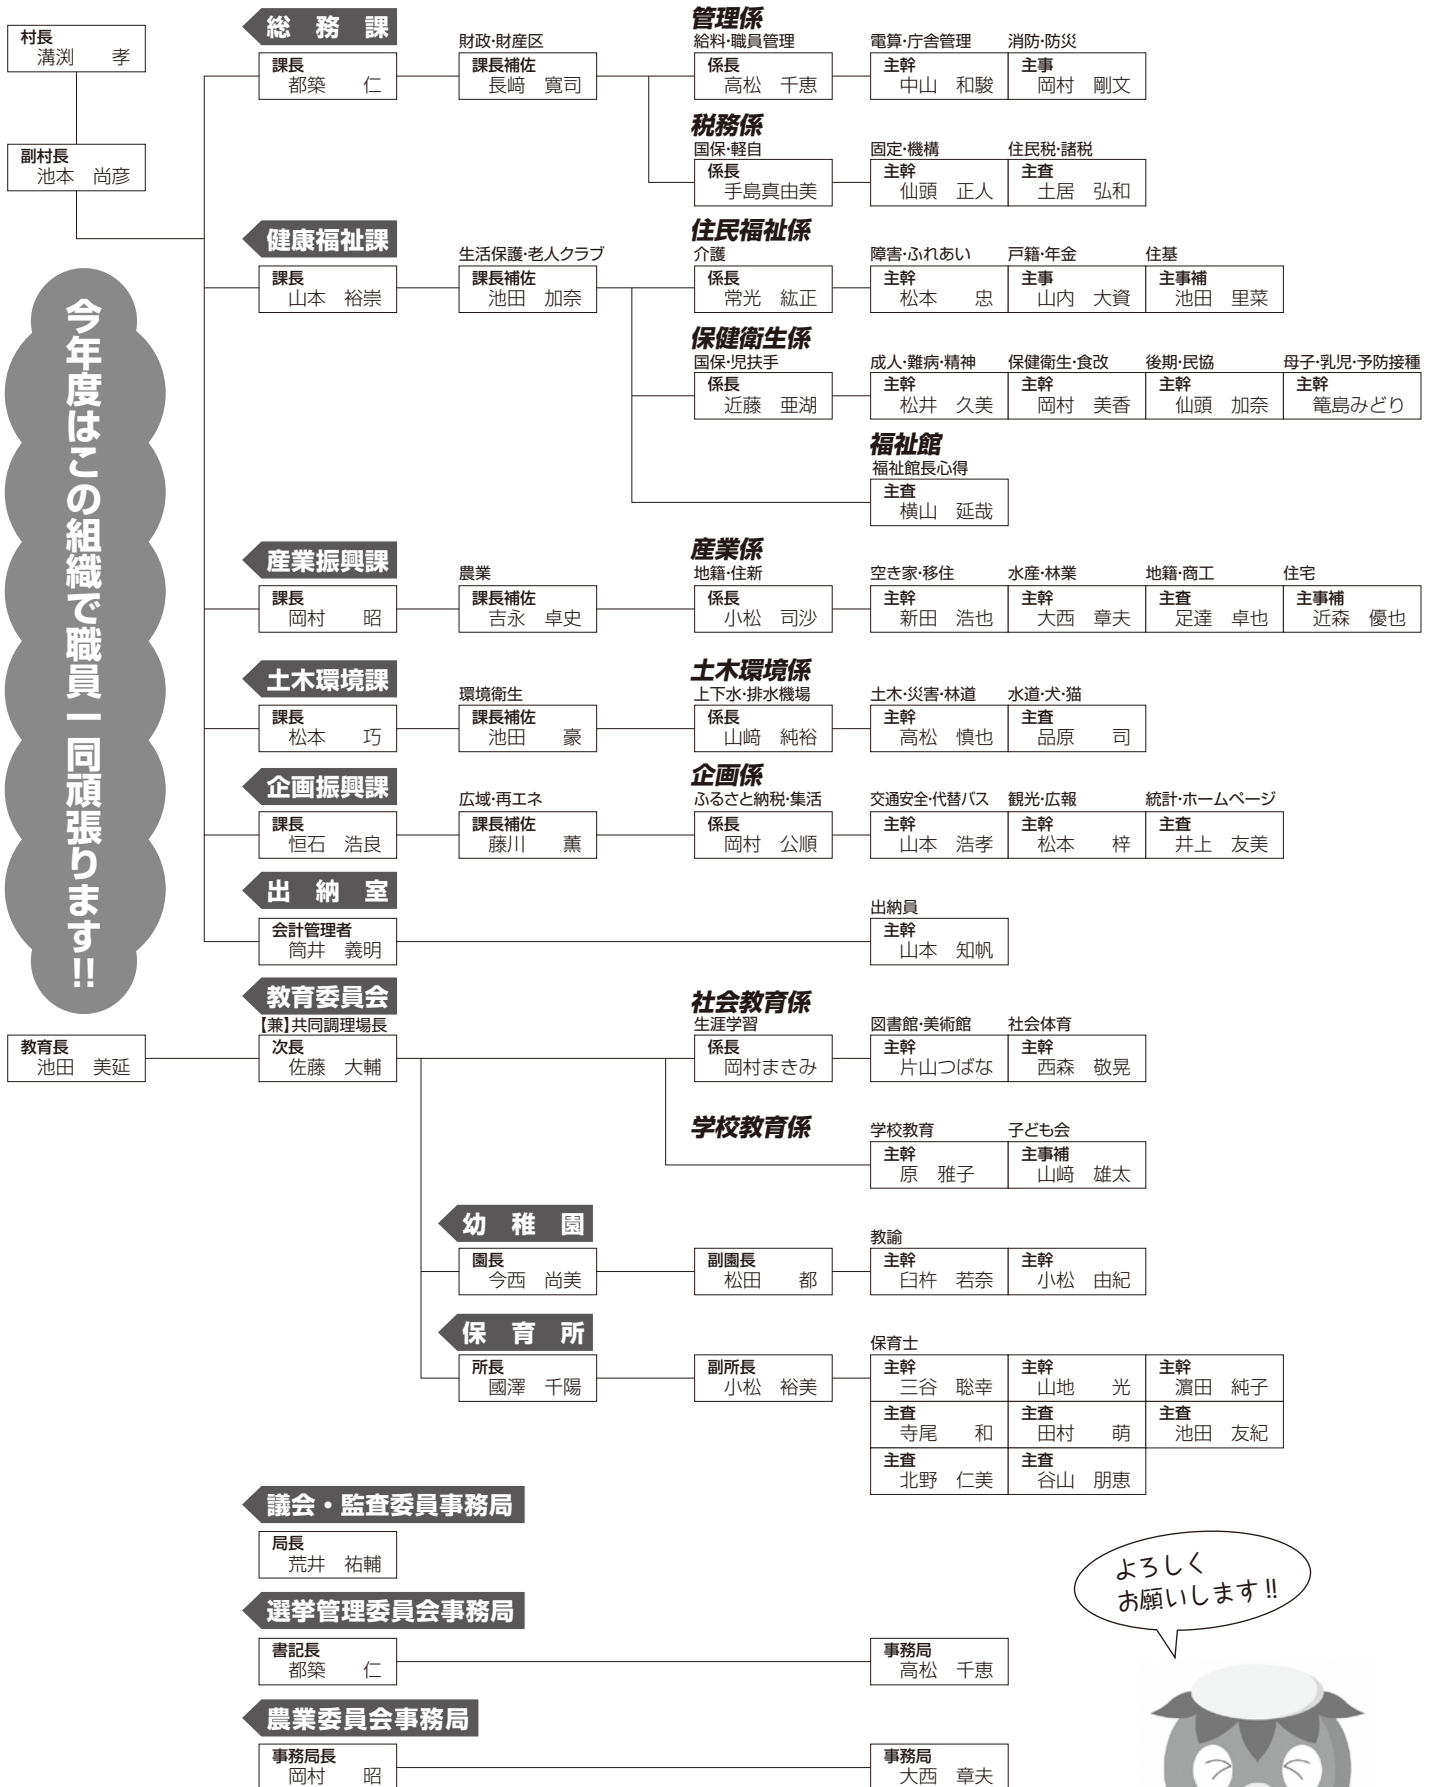 村長
溝渕　孝
副村長
池本　尚彦
今年度はこの組織で職員一同頑張ります!!
総務課
課長
都築　仁
財政・財産区
課長補佐
長﨑　寛司
管理係
給料・職員管理
係長
高松　千恵
電算・庁舎管理
主幹
中山　和駿
消防・防災
主事
岡村　剛文
税務係
国保・軽自
係長
手島真由美
固定・機構
主幹
仙頭　正人
住民税・諸税
主査
土居　弘和
健康福祉課
課長
山本　裕崇
生活保護・老人クラブ
課長補佐
池田　加奈
住民福祉係
介護
係長
常光　紘正
障害・ふれあい
主幹
松本　忠
戸籍・年金
主事
山内　大資
住基
主事補
池田　里菜
保健衛生係
国保・児扶手
係長
近藤　亜湖
成人・難病・精神
主幹
松井　久美
保健衛生・食改
主幹
岡村　美香
後期・民協
主幹
仙頭　加奈
母子・乳児・予防接種
主幹
篭島みどり
福祉館
福祉館長心得
主査
横山　延哉
産業振興課
課長
岡村　昭
農業
課長補佐
吉永　卓史
産業係
地籍・住新
係長
小松　司沙
空き家・移住
主幹
新田　浩也
水産・林業
主幹
大西　章夫
地籍・商工
主査
足達　卓也
住宅
主事補
近森　優也
土木環境課
課長
松本　巧
環境衛生
課長補佐
池田　豪
土木環境係
上下水・排水機場
係長
山﨑　純裕
土木・災害・林道
主幹
高松　慎也
水道・犬・猫
主査
品原　司
企画振興課
課長
恒石　浩良
広域・再エネ
課長補佐
藤川　薫
企画係
ふるさと納税・集活
係長
岡村　公順
交通安全・代替バス
主幹
山本　浩孝
観光・広報
主幹
松本　梓
統計・ホームページ
主査
井上　友美
出納室
会計管理者
筒井　義明
出納員
主幹
山本　知帆
教育長
池田　美延
教育委員会
【兼】共同調理場長
次長
佐藤　大輔
社会教育係
生涯学習
係長
岡村まきみ
図書館・美術館
主幹
片山つばな
社会体育
主幹
西森　敬晃
学校教育係
学校教育
主幹
原　雅子
子ども会
主事補
山﨑　雄太
幼稚園
園長
今西　尚美
副園長
松田　都
教諭
主幹
臼杵　若奈
主幹
小松　由紀
保育所
所長
國澤　千陽
副所長
小松　裕美
保育士
主幹
三谷　聡幸
主幹
山地　光
主幹
濵田　純子
主査
寺尾　和
主査
田村　萌
主査
池田　友紀
主査
北野　仁美
主査
谷山　朋恵
議会・監査委員事務局
局長
荒井　祐輔
選挙管理委員会事務局
書記長
都築　仁
事務局
高松　千恵
農業委員会事務局
事務局長
岡村　昭
事務局
大西　章夫
よろしく
お願いします!!